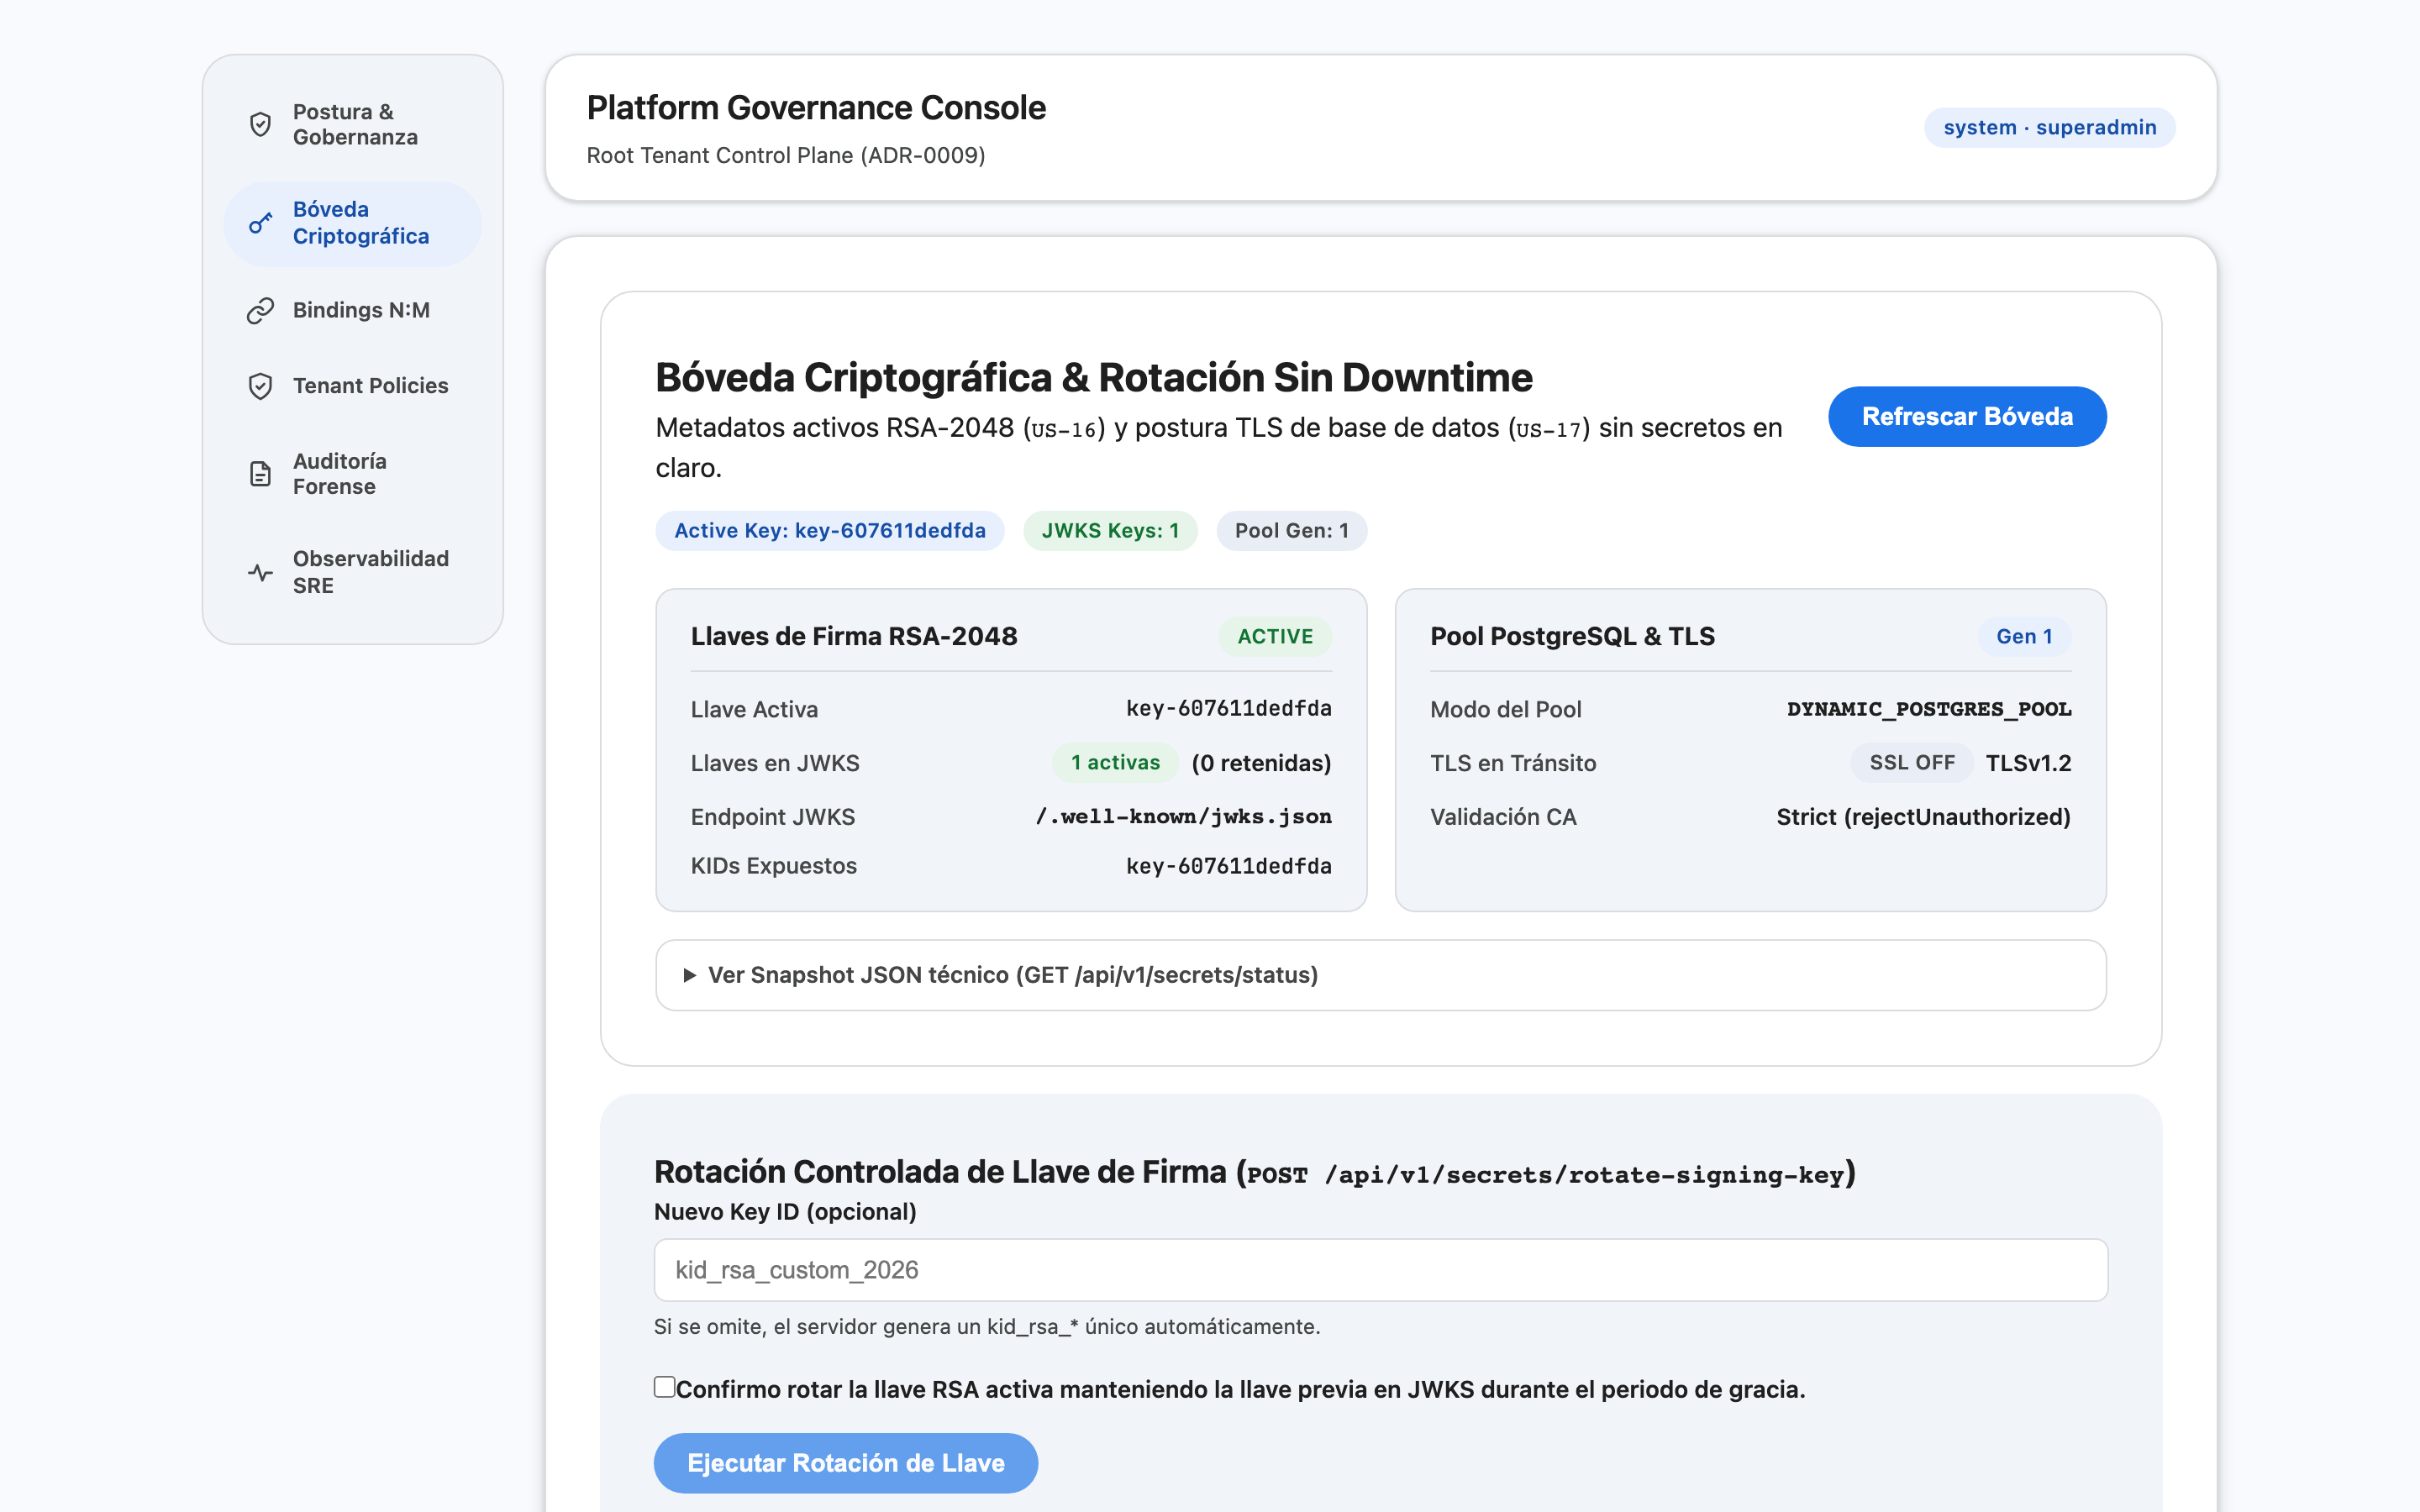 Postura &
Gobernanza
Bóveda
Criptográfica
Bindings N:M
Tenant Policies
Auditoría
Forense
Observabilidad
SRE
Platform Governance Console
Root Tenant Control Plane (ADR-0009)
system · superadmin
Bóveda Criptográfica & Rotación Sin Downtime
Metadatos activos RSA-2048 (US-16) y postura TLS de base de datos (US-17) sin secretos en
claro.
Refrescar Bóveda
Active Key: key-607611dedfda
JWKS Keys: 1
Pool Gen: 1
Llaves de Firma RSA-2048
ACTIVE
Llave Activa
key-607611dedfda
Llaves en JWKS
1 activas (0 retenidas)
Endpoint JWKS
/.well-known/jwks.json
KIDs Expuestos
key-607611dedfda
Pool PostgreSQL & TLS
Gen 1
Modo del Pool
DYNAMIC_POSTGRES_POOL
TLS en Tránsito
SSL OFF TLSv1.2
Validación CA
Strict (rejectUnauthorized)
Ver Snapshot JSON técnico (GET /api/v1/secrets/status)
Rotación Controlada de Llave de Firma (POST /api/v1/secrets/rotate-signing-key)
Nuevo Key ID (opcional)
kid_rsa_custom_2026
Si se omite, el servidor genera un kid_rsa_* único automáticamente.
Confirmo rotar la llave RSA activa manteniendo la llave previa en JWKS durante el periodo de gracia.
Ejecutar Rotación de Llave